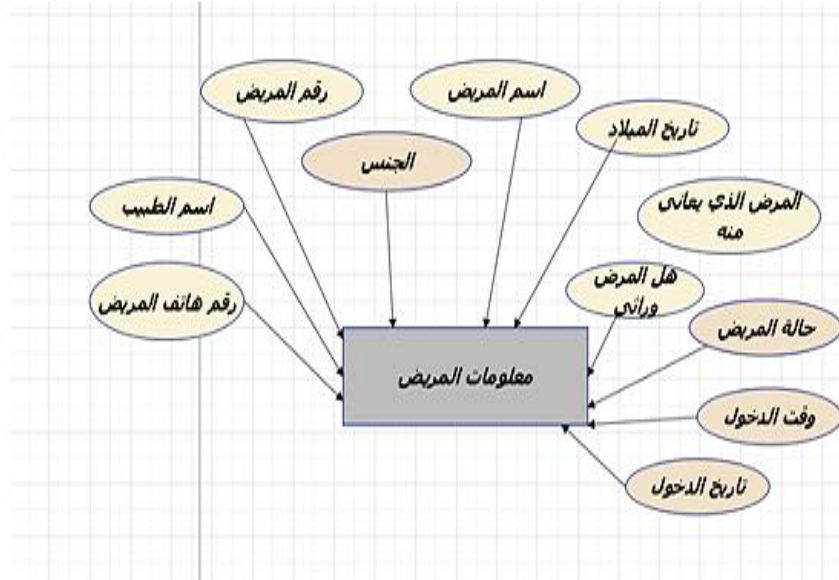 رقم المريض
اسم المريض
تاريخ الميلاد
الجنس
المرض الذي يعاني
منه
اسم الطبيب
هل المرض
وراثي
رقم هاتف المريض
حالة المريض
معلومات المريض
وقت الدخول
تاريخ الدخول